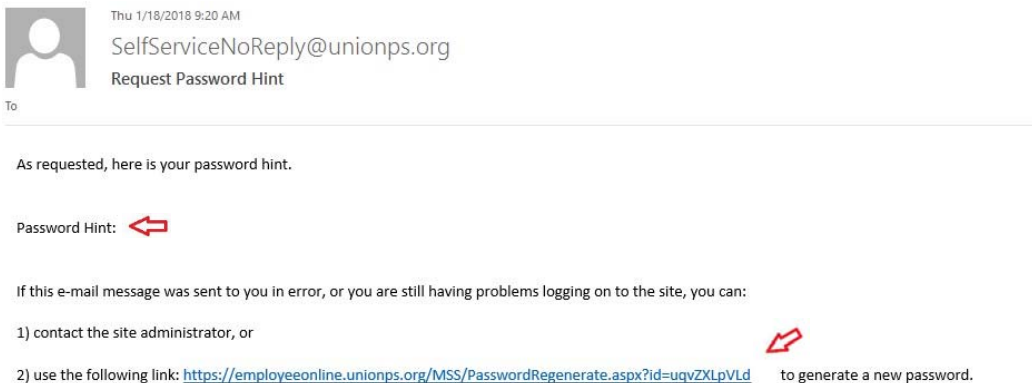 Thu 1/18/2018 9:20 AM
SelfServiceNoReply@unionps.org
Request Password Hint
To
As requested, here is your password hint.
Password Hint:
If this e-mail message was sent to you in error, or you are still having problems logging on to the site, you can:
1) contact the site administrator, or
2) use the following link: https://employeeonline.unionps.org/MSS/PasswordRegenerate.aspx?id=uqvZXLpVLd to generate a new password.